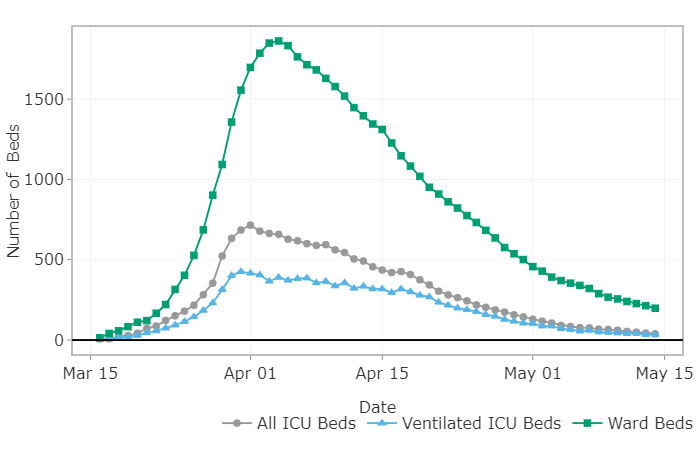 Number of Beds
1500
1000
500
0
Mar 15 Apr 01 Apr 15 May 01 May 15
Date
All ICU Beds Ventilated ICU Beds Ward Beds